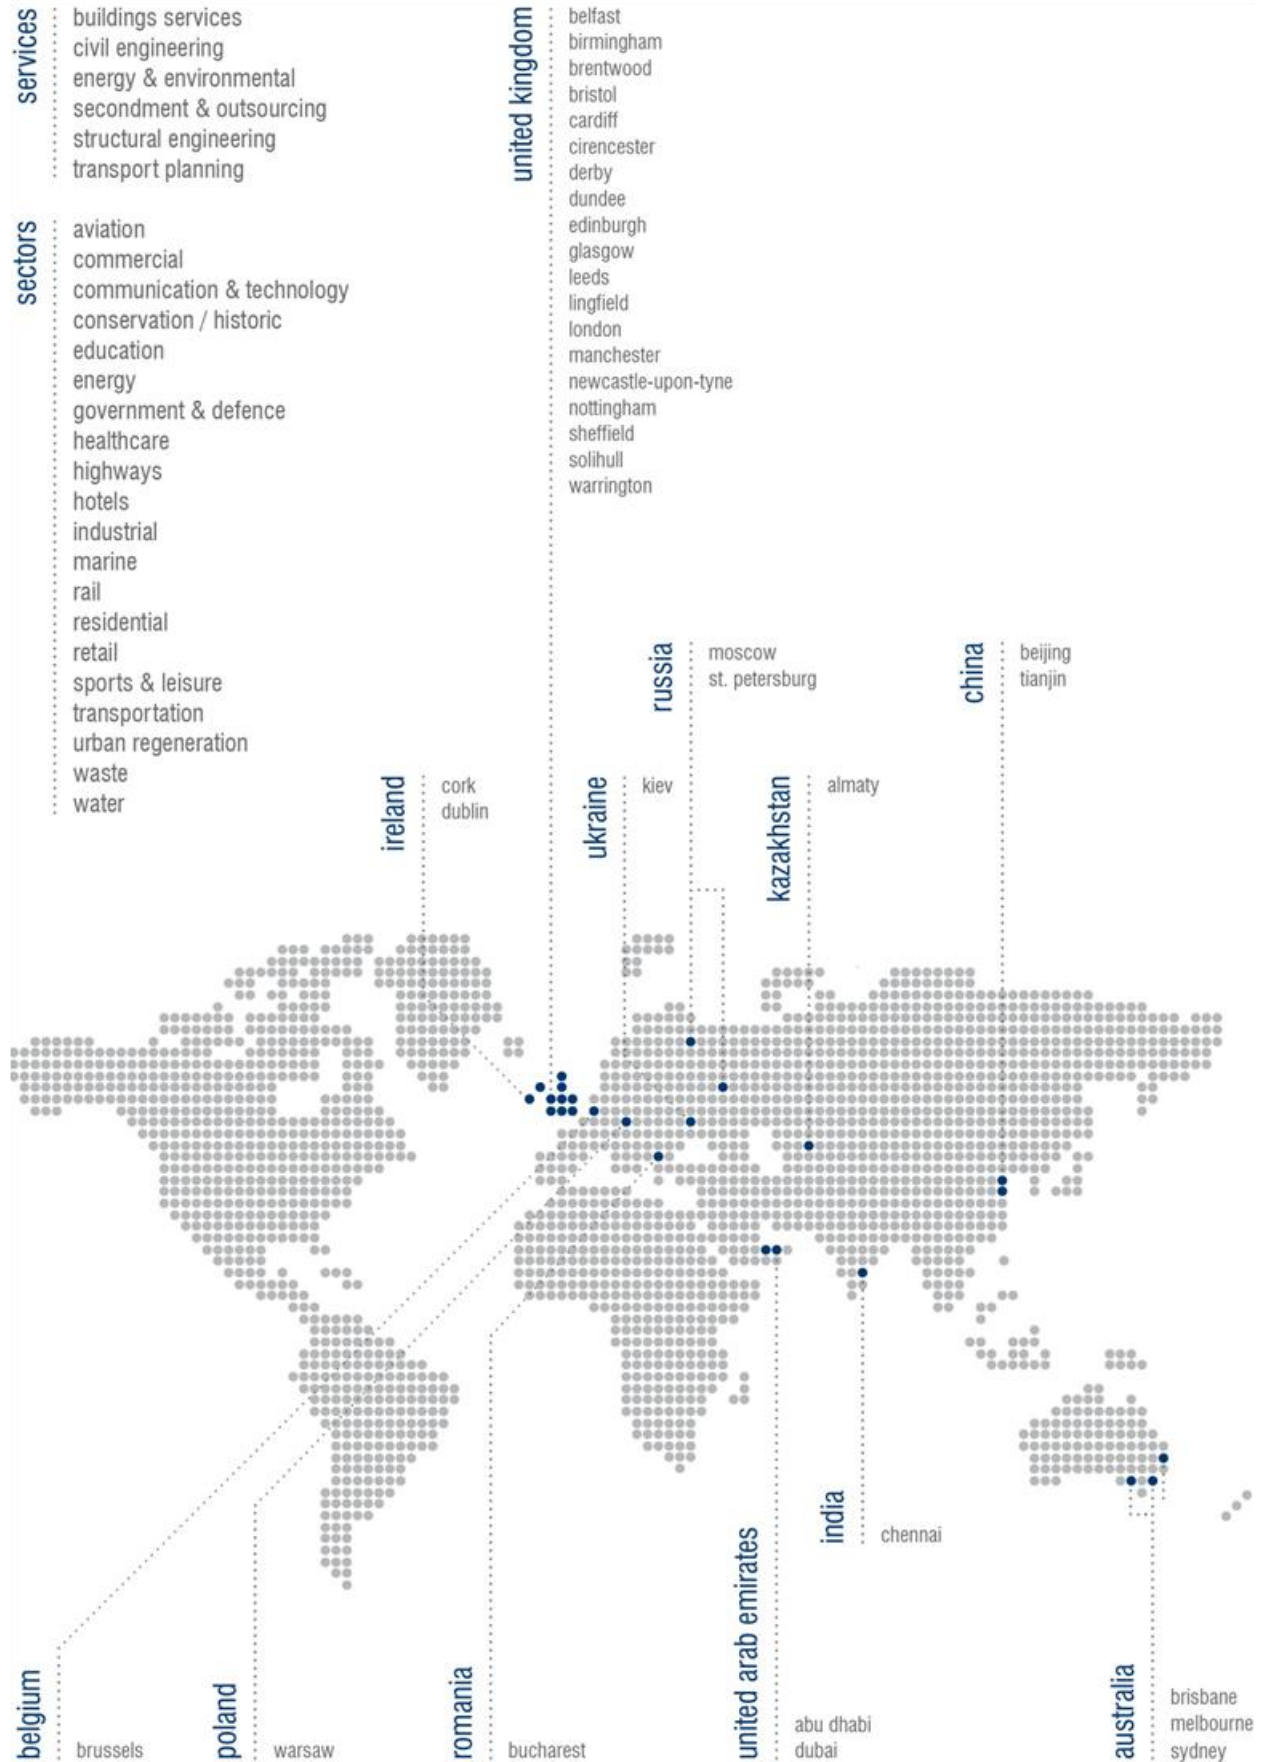 services
buildings services
civil engineering
energy & environmental
secondment & outsourcing
structural engineering
transport planning
sectors
aviation
commercial
communication & technology
conservation / historic
education
energy
government & defence
healthcare
highways
hotels
industrial
marine
rail
residential
retail
sports & leisure
transportation
urban regeneration
waste
water
united kingdom
belfast
birmingham
brentwood
bristol
cardiff
cirencester
derby
dundee
edinburgh
glasgow
leeds
lingfield
london
manchester
newcastle-upon-tyne
nottingham
sheffield
solihull
warrington
russia
moscow
st. petersburg
china
beijing
tianjin
ireland
cork
dublin
ukraine
kiev
kazakhstan
almaty
belgium
brussels
poland
warsaw
romania
bucharest
united arab emirates
abu dhabi
dubai
india
chennai
australia
brisbane
melbourne
sydney